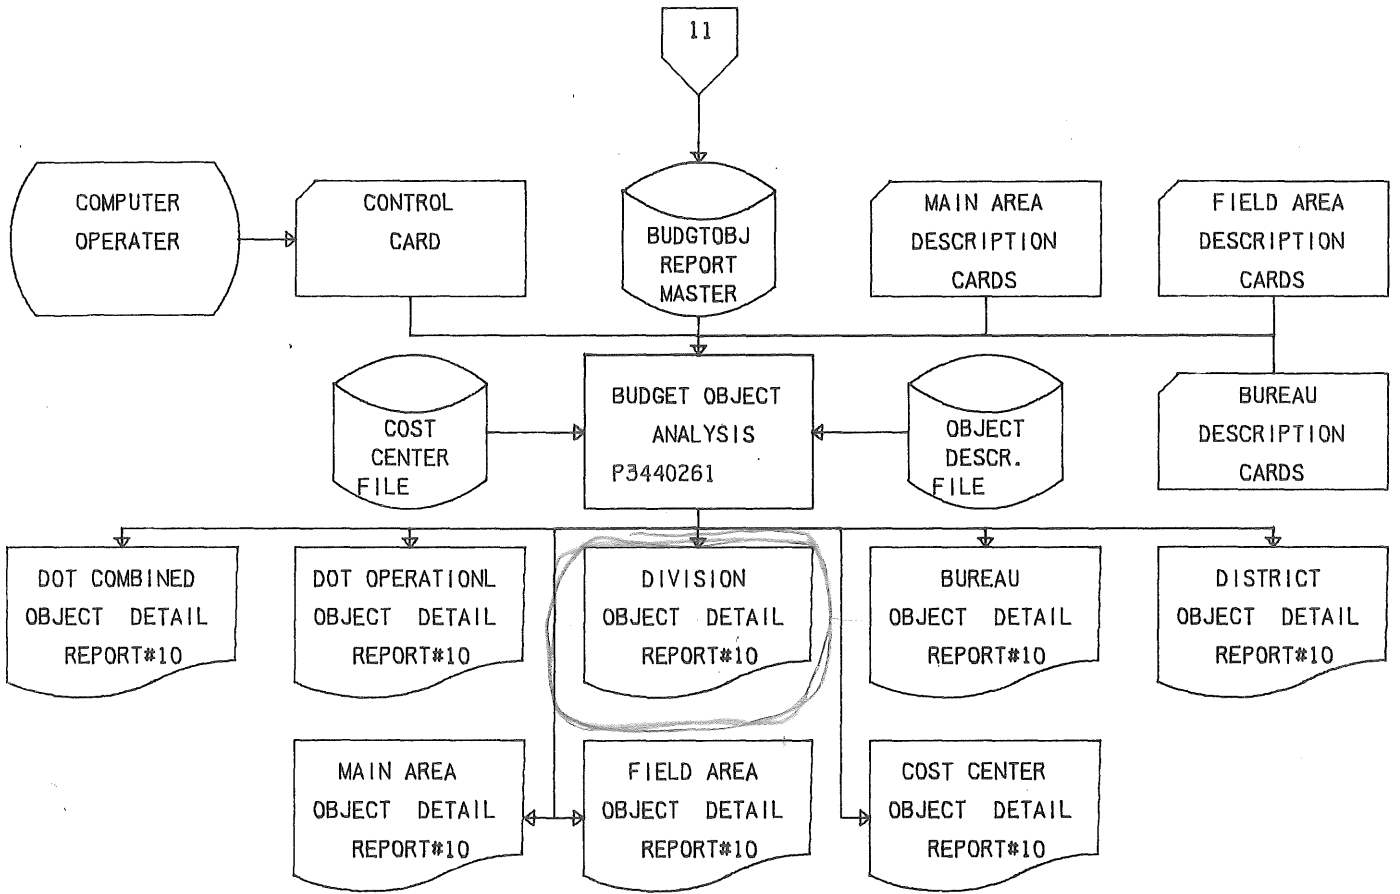 11
COMPUTER
OPERATER
CONTROL
CARD
BUDGTOBJ
REPORT
MASTER
MAIN AREA
DESCRIPTION
CARDS
FIELD AREA
DESCRIPTION
CARDS
COST
CENTER
FILE
BUDGET OBJECT
ANALYSIS
P3440261
OBJECT
DESCR.
FILE
BUREAU
DESCRIPTION
CARDS
DOT COMBINED
OBJECT DETAIL
REPORT#10
DOT OPERATIONL
OBJECT DETAIL
REPORT#10
DIVISION
OBJECT DETAIL
REPORT#10
BUREAU
OBJECT DETAIL
REPORT#10
DISTRICT
OBJECT DETAIL
REPORT#10
MAIN AREA
OBJECT DETAIL
REPORT#10
FIELD AREA
OBJECT DETAIL
REPORT#10
COST CENTER
OBJECT DETAIL
REPORT#10